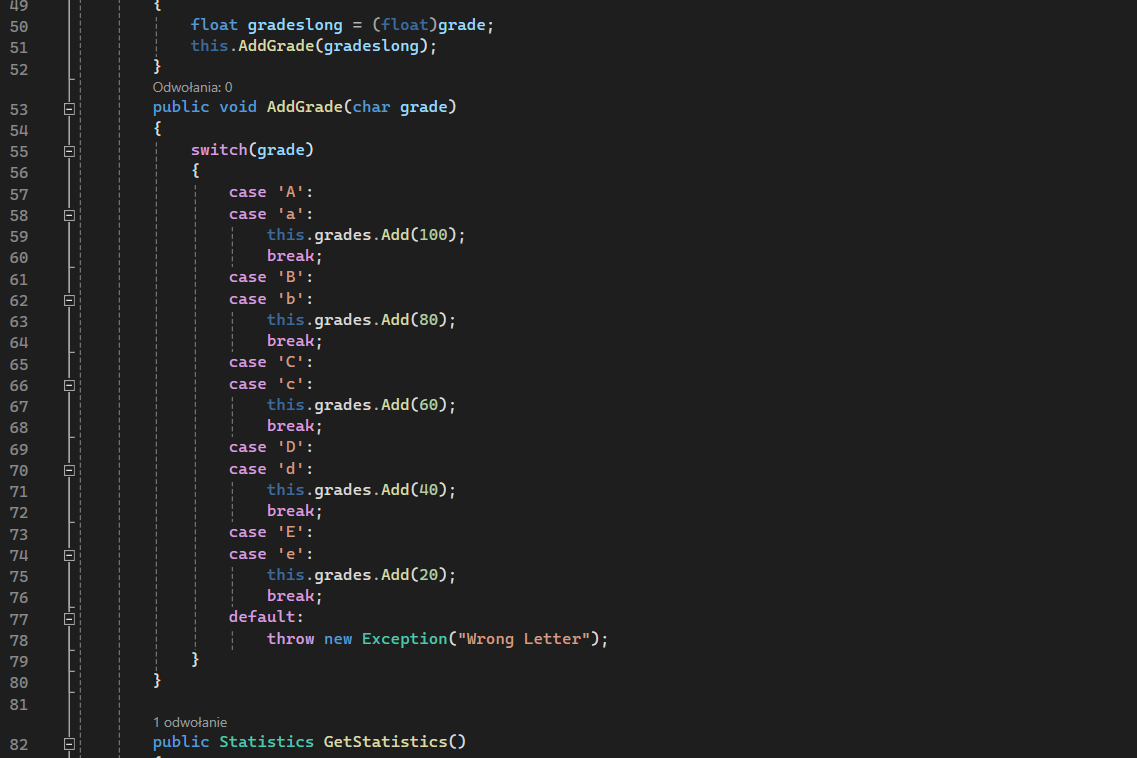 49 {
50 float gradeslong = (float)grade;
51 this.AddGrade(gradeslong);
52 }
Odwołania: 0
53 public void AddGrade(char grade)
54 {
55 switch(grade)
56 {
57 case 'A':
58 case 'a':
59 this.grades.Add(100);
60 break;
61 case 'B':
62 case 'b':
63 this.grades.Add(80);
64 break;
65 case 'C':
66 case 'c':
67 this.grades.Add(60);
68 break;
69 case 'D':
70 case 'd':
71 this.grades.Add(40);
72 break;
73 case 'E':
74 case 'e':
75 this.grades.Add(20);
76 break;
77 default:
78 throw new Exception("Wrong Letter");
79 }
80 }
81
1 odwołanie
82 public Statistics GetStatistics()
{